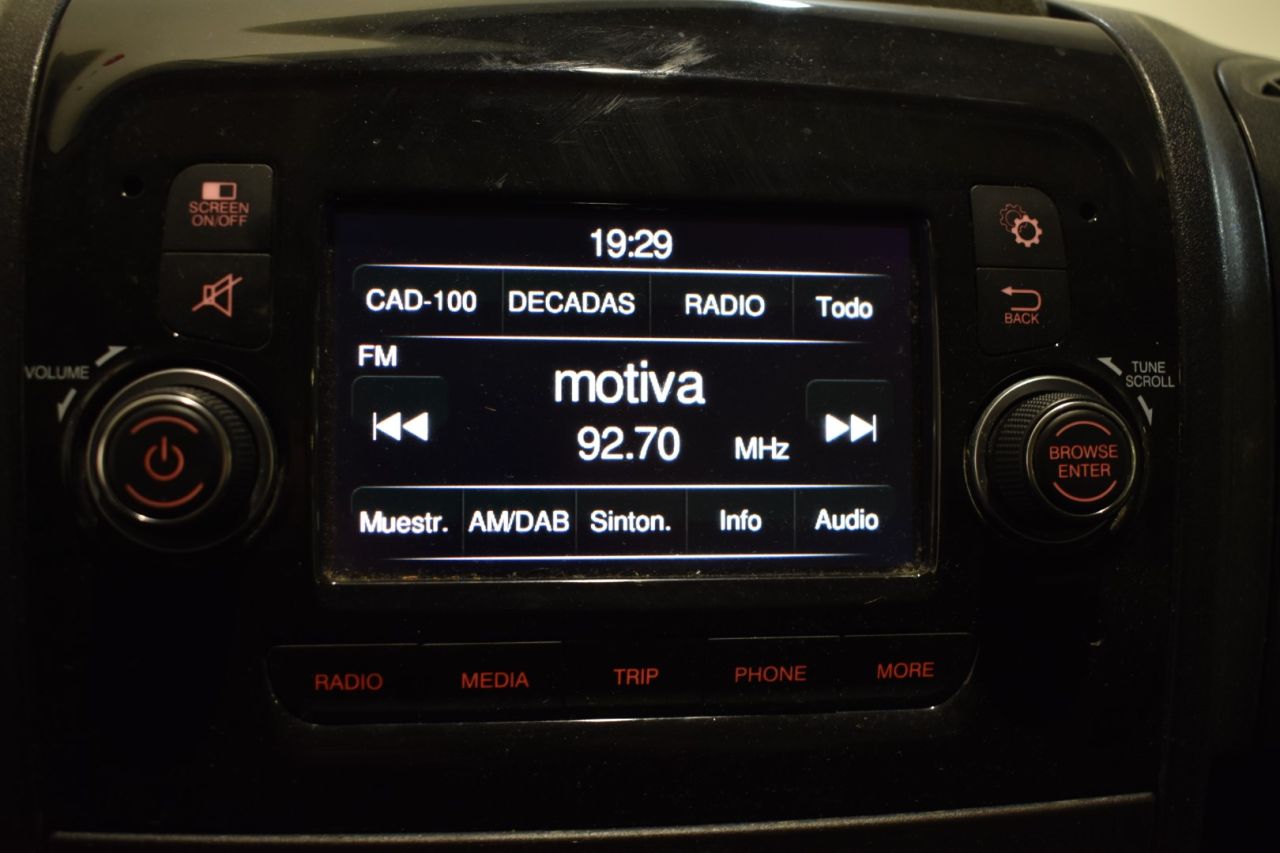 SCREEN
ON/OFF
VOLUME
19:29
CAD-100 DECADAS RADIO Todo
FM
motiva
92.70 MHz
Muestr. AM/DAB Sinton. Info Audio
BACK
TUNE
SCROLL
BROWSE
ENTER
RADIO MEDIA TRIP PHONE MORE